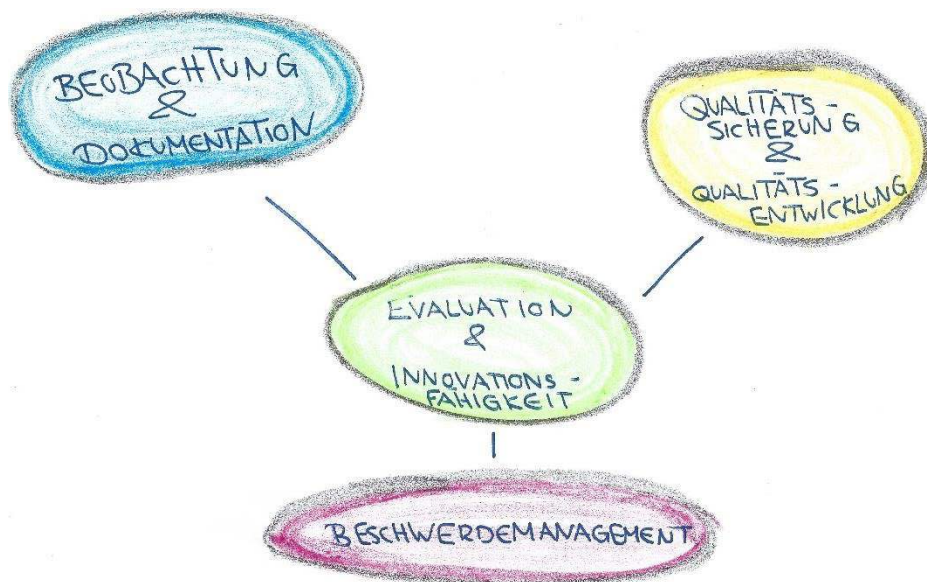 BEOBACHTUNG
&
DOKUMENTATION
QUALITÄTS-
SICHERUNG
&
QUALITÄTS-
ENTWICKLUNG
EVALUATION
&
INNOVATIONS-
FÄHIGKEIT
BESCHWERDEMANAGEMENT